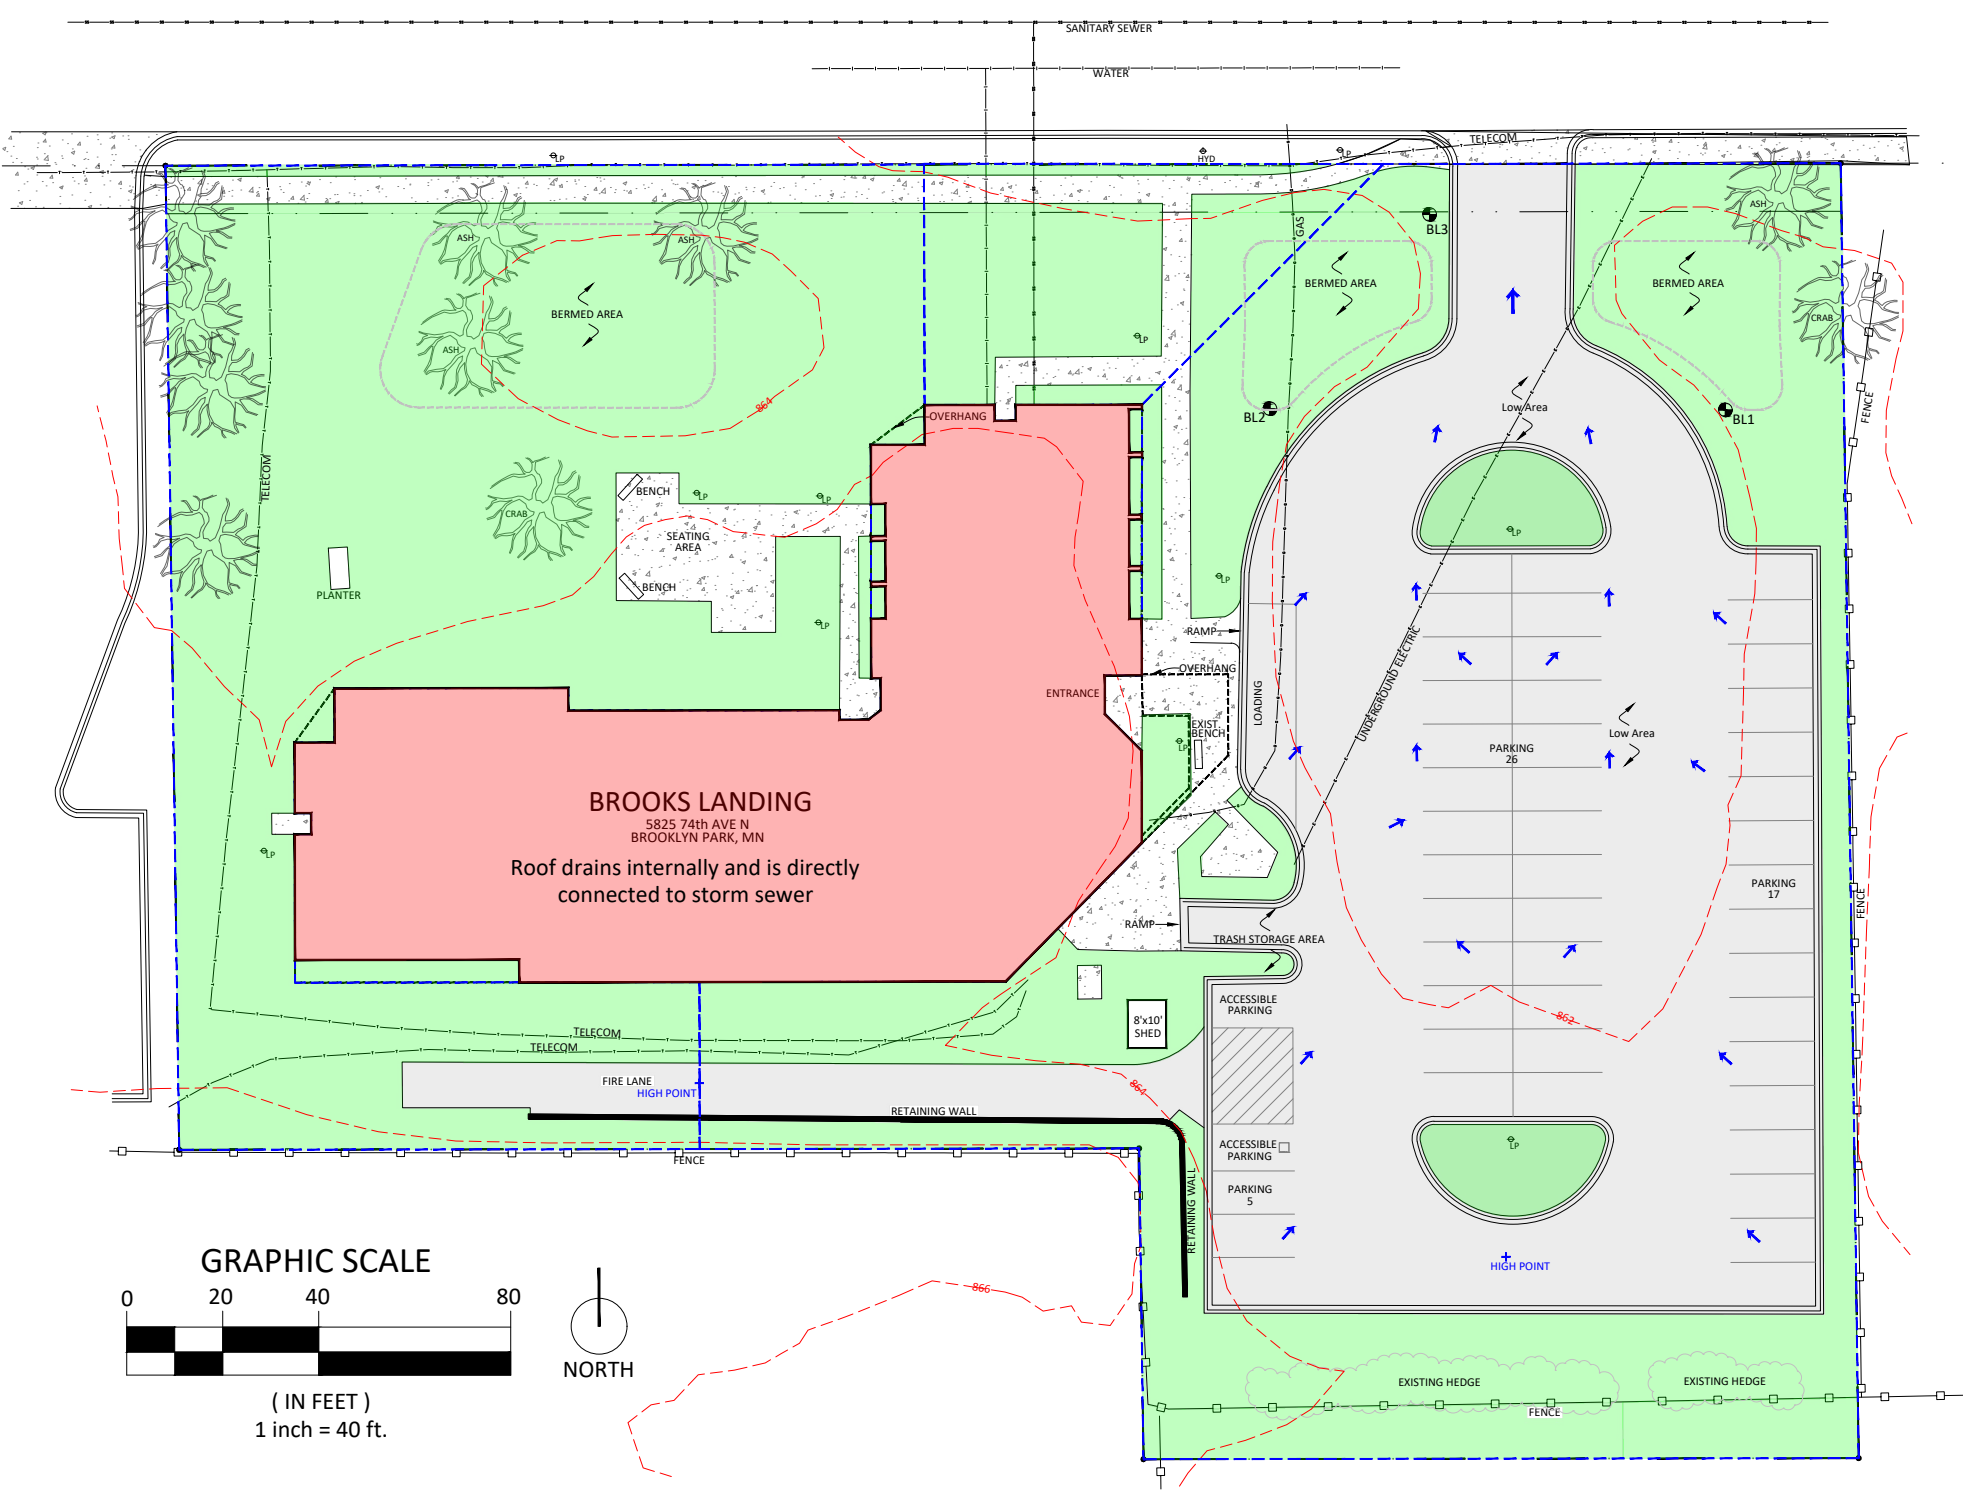 SANITARY SEWER
WATER
TELECOM
LP
HYD
LP
ASH
ASH
ASH
GAS
BL3
ASH
BERMED AREA
BERMED AREA
BERMED AREA
CRAB
LP
ASH
864
OVERHANG
BL2
Low Area
BL1
FENCE
TELECOM
BENCH
LP
LP
CRAB
SEATING
AREA
LP
BENCH
LP
PLANTER
LP
RAMP
UNDERGROUND ELECTRIC
OVERHANG
ENTRANCE
LOADING
EXIST.
BENCH
LP
Low Area
PARKING
26
BROOKS LANDING
5825 74th AVE N
BROOKLYN PARK, MN
Roof drains internally and is directly
connected to storm sewer
LP
PARKING
17
FENCE
RAMP
TRASH STORAGE AREA
ACCESSIBLE
PARKING
862
8'x10'
SHED
TELECOM
TELECOM
FIRE LANE
HIGH POINT
864
RETAINING WALL
ACCESSIBLE
PARKING
LP
FENCE
RETAINING WALL
PARKING
5
HIGH POINT
GRAPHIC SCALE
0 20 40 80
866
NORTH
( IN FEET )
1 inch = 40 ft.
EXISTING HEDGE
EXISTING HEDGE
FENCE